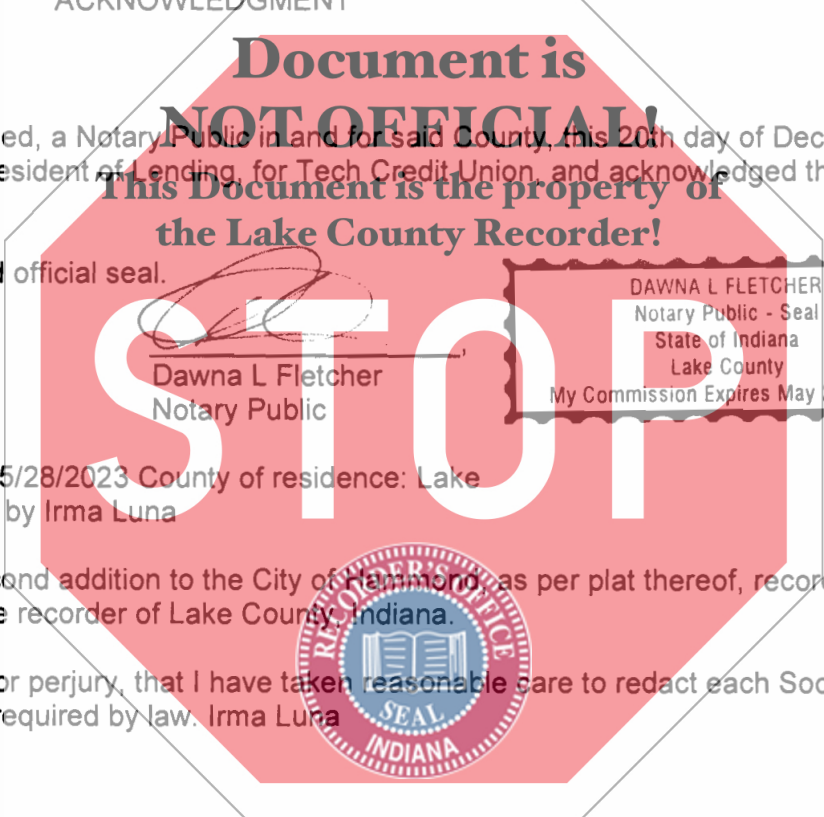 ACKNOWLEDGMENT
Document is
NOT OFFICIAL!
ed, a Notary Public in and for said County, this 20th day of Dec
esident of Lending, for Tech Credit Union, and acknowledged th
This Document is the property of
the Lake County Recorder!
official seal.
DAWNA L FLETCHER
Notary Public - Seal
State of Indiana
Lake County
My Commission Expires May
STOP
Dawna L Fletcher
Notary Public
5/28/2023 County of residence: Lake
by Irma Luna
ond addition to the City of Hammond, as per plat thereof, recor
recorder of Lake County, Indiana.
or perjury, that I have taken reasonable care to redact each Soc
equired by law. Irma Luna
RECORDER'S OFFICE
SEAL
INDIANA